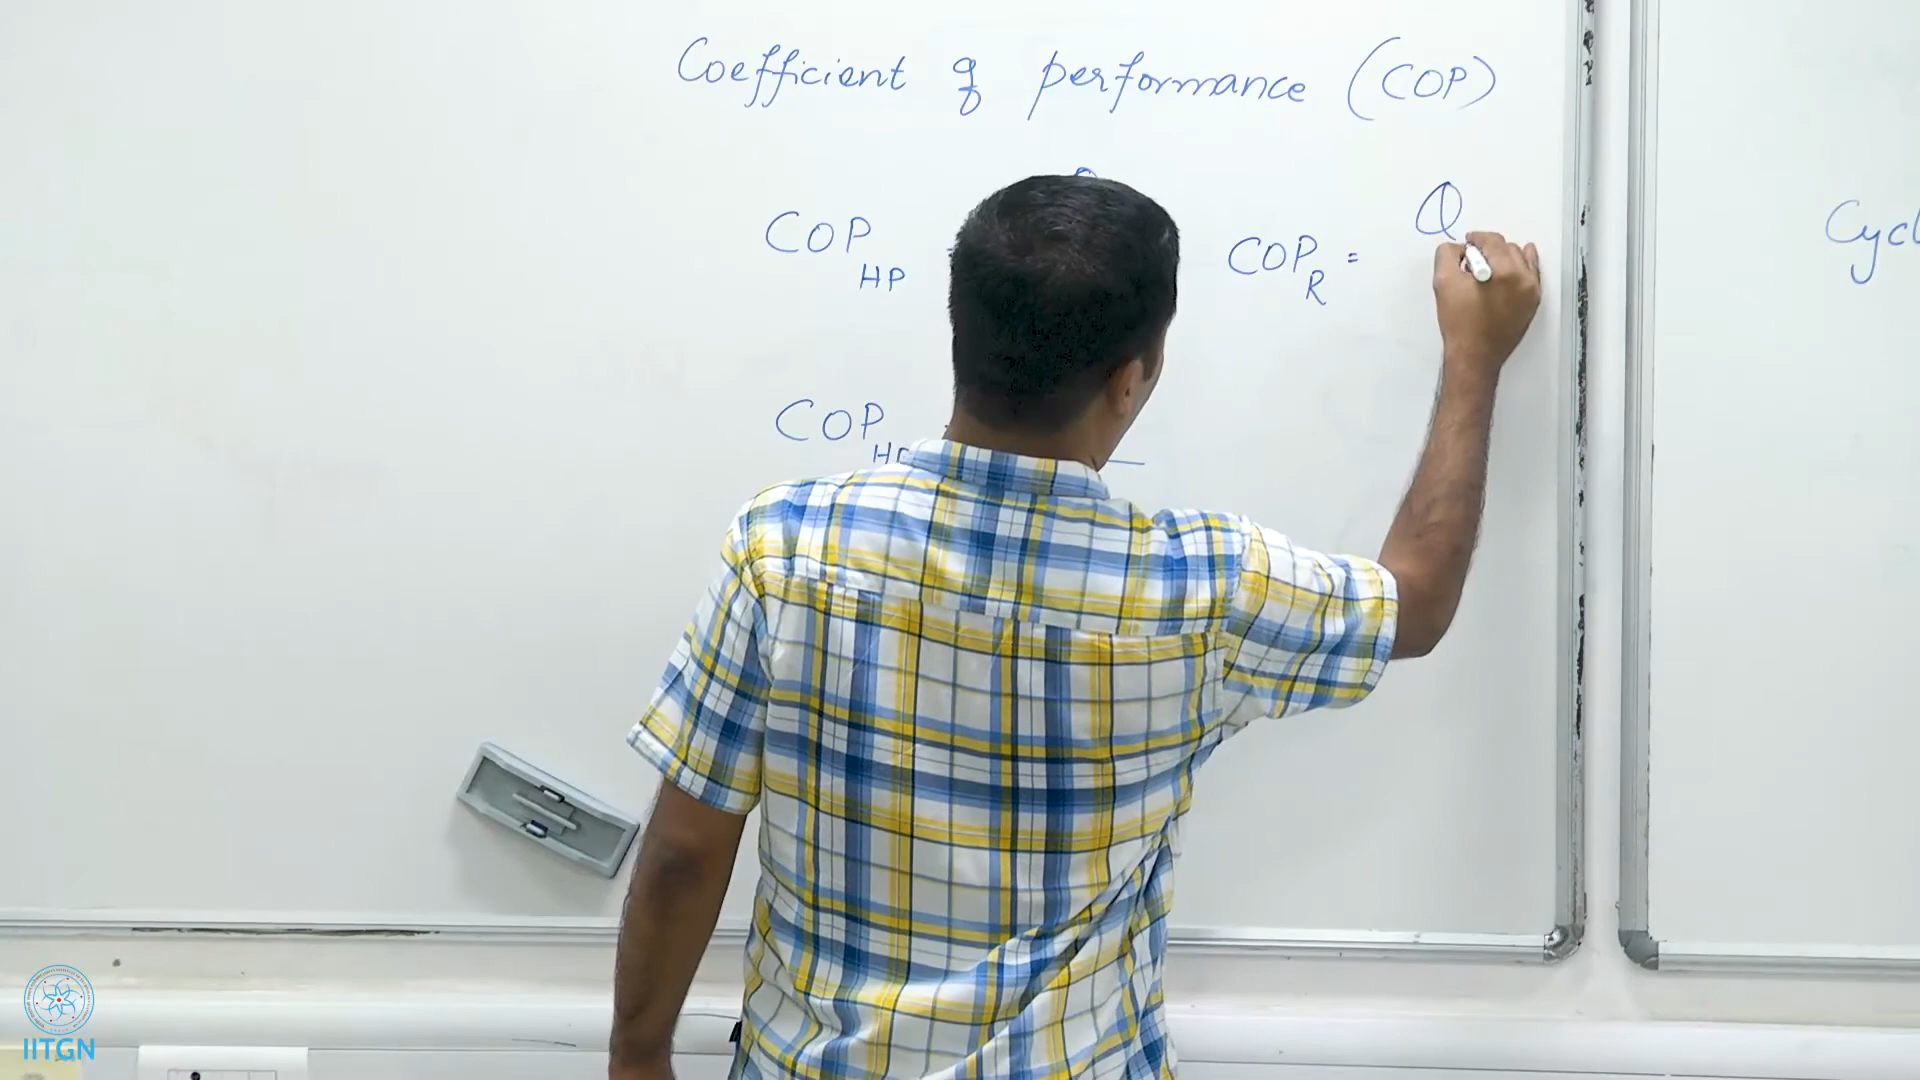 Coefficient of performance (COP)
COP HP COP R = Q
COP
Cycl
IITGN